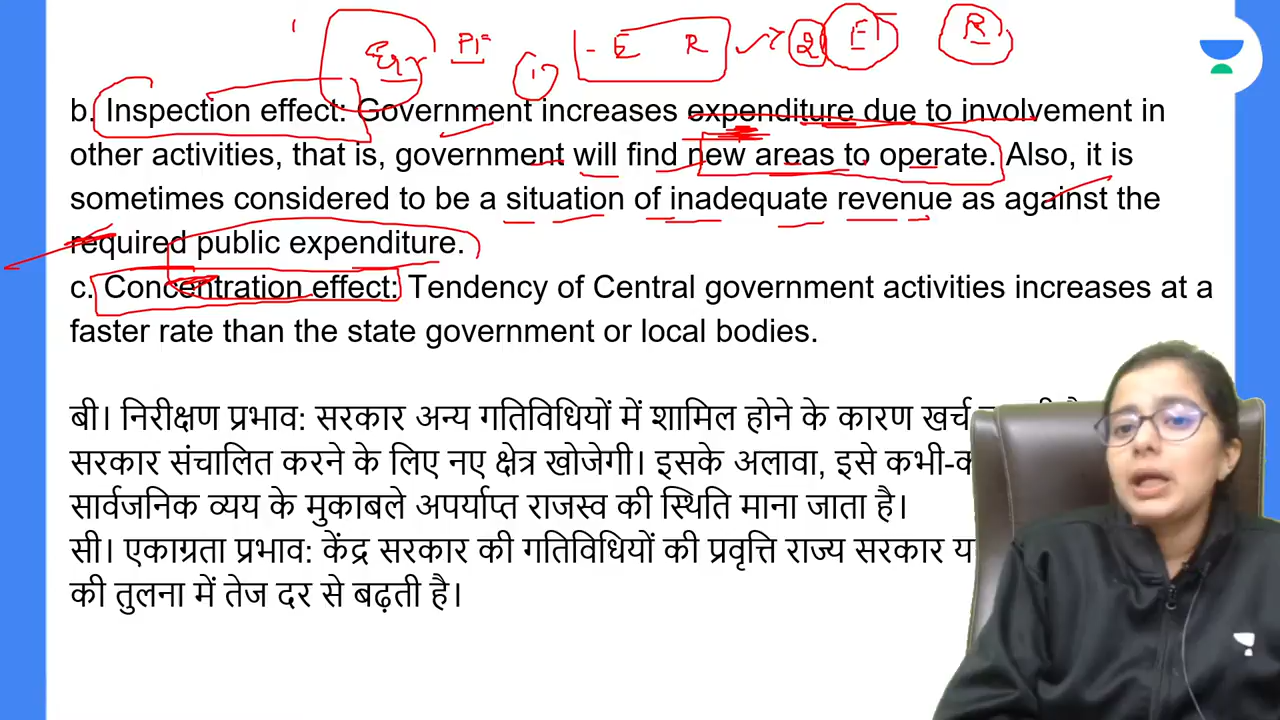 E R 2 E R
b. Inspection effect: Government increases expenditure due to involvement in
other activities, that is, government will find new areas to operate. Also, it is
sometimes considered to be a situation of inadequate revenue as against the
required public expenditure.
c. Concentration effect: Tendency of Central government activities increases at a
faster rate than the state government or local bodies.
बी। निरीक्षण प्रभाव: सरकार अन्य गतिविधियों में शामिल होने के कारण खर्च
सरकार संचालित करने के लिए नए क्षेत्र खोजेगी। इसके अलावा, इसे
सार्वजनिक व्यय के मुकाबले अपर्याप्त राजस्व की स्थिति माना जाता है।
सी। एकाग्रता प्रभाव: केंद्र सरकार की गतिविधियों की प्रवृत्ति राज्य सरकार
की तुलना में तेज दर से बढ़ती है।